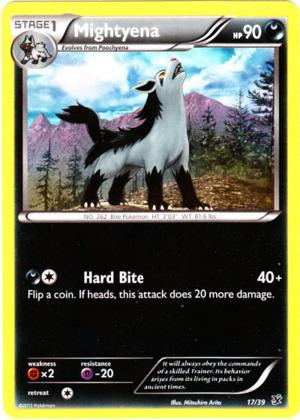 STAGE1 Mightyena HP 90
Evolves from Poochyena
NO. 262 Bite Pokémon HT: 3'03" WT: 81.6 lbs.
Hard Bite 40+
Flip a coin. If heads, this attack does 20 more damage.
weakness resistance
×2 -20
retreat
It will always obey the commands
of a skilled Trainer. Its behavior
arises from its living in packs in
ancient times.
©2015 Pokémon Illus. Mitsuhiro Arita 17/39